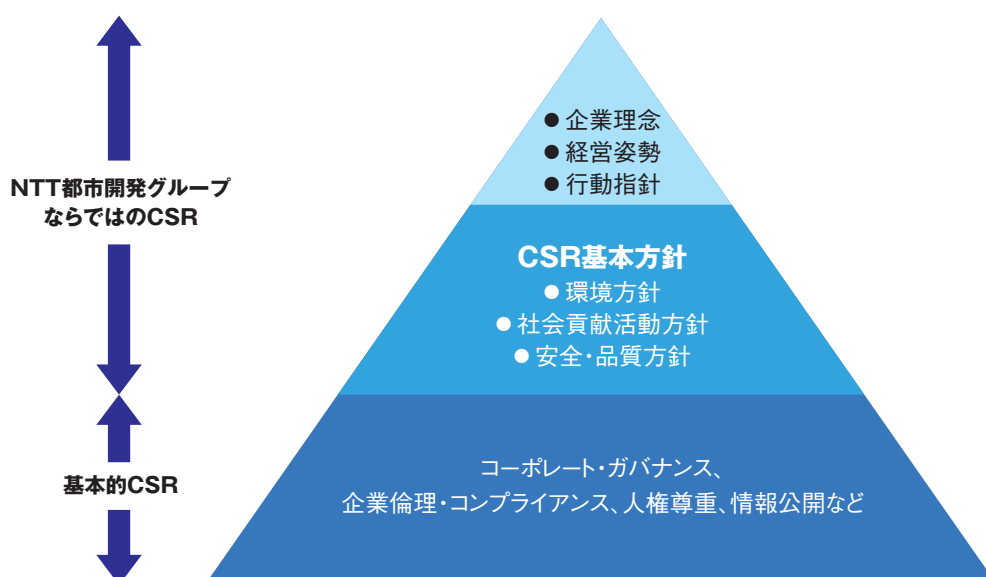 ● 企業理念
● 経営姿勢
● 行動指針
NTT都市開発グループ
ならではのCSR
CSR基本方針
● 環境方針
● 社会貢献活動方針
● 安全・品質方針
基本的CSR
コーポレート・ガバナンス、
企業倫理・コンプライアンス、人権尊重、情報公開など